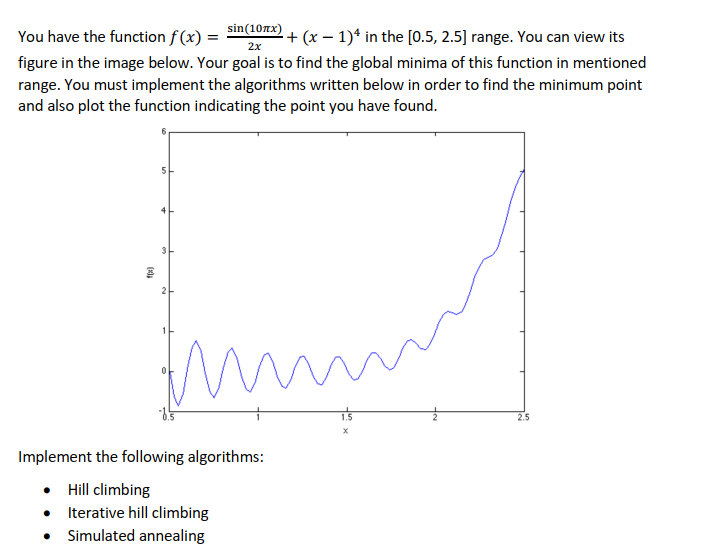 You have the function f(x) = sin(10πx)/2x + (x − 1)⁴ in the [0.5, 2.5] range. You can view its
figure in the image below. Your goal is to find the global minima of this function in mentioned
range. You must implement the algorithms written below in order to find the minimum point
and also plot the function indicating the point you have found.
6
5
4
3
f(x)
2
1
0
-1
0.5
1
1.5
2
2.5
x
Implement the following algorithms:
• Hill climbing
• Iterative hill climbing
• Simulated annealing